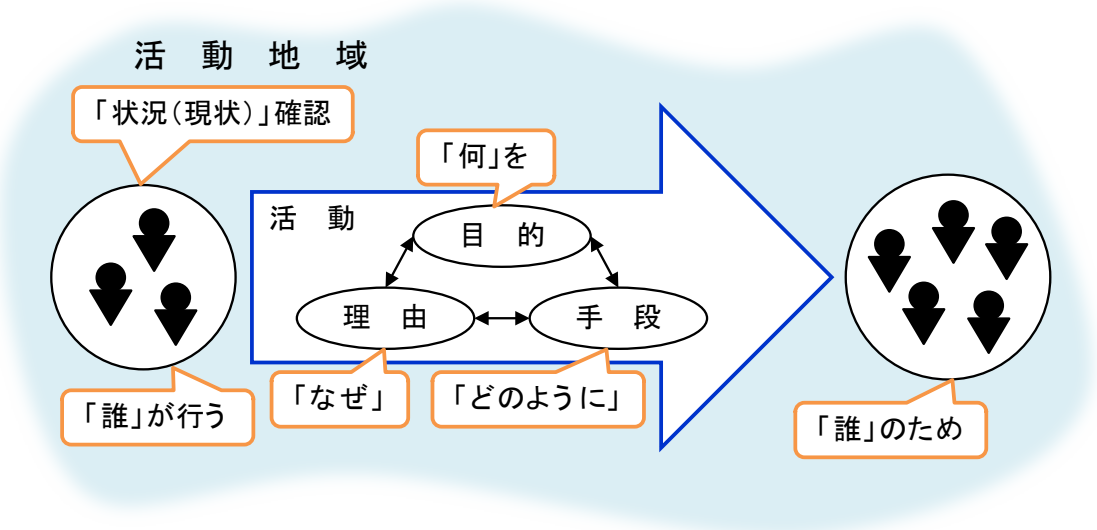 活　動　地　域
「状況（現状）」確認
「何」を
活　動
目　的
理　由
手　段
「なぜ」
「どのように」
「誰」が行う
「誰」のため